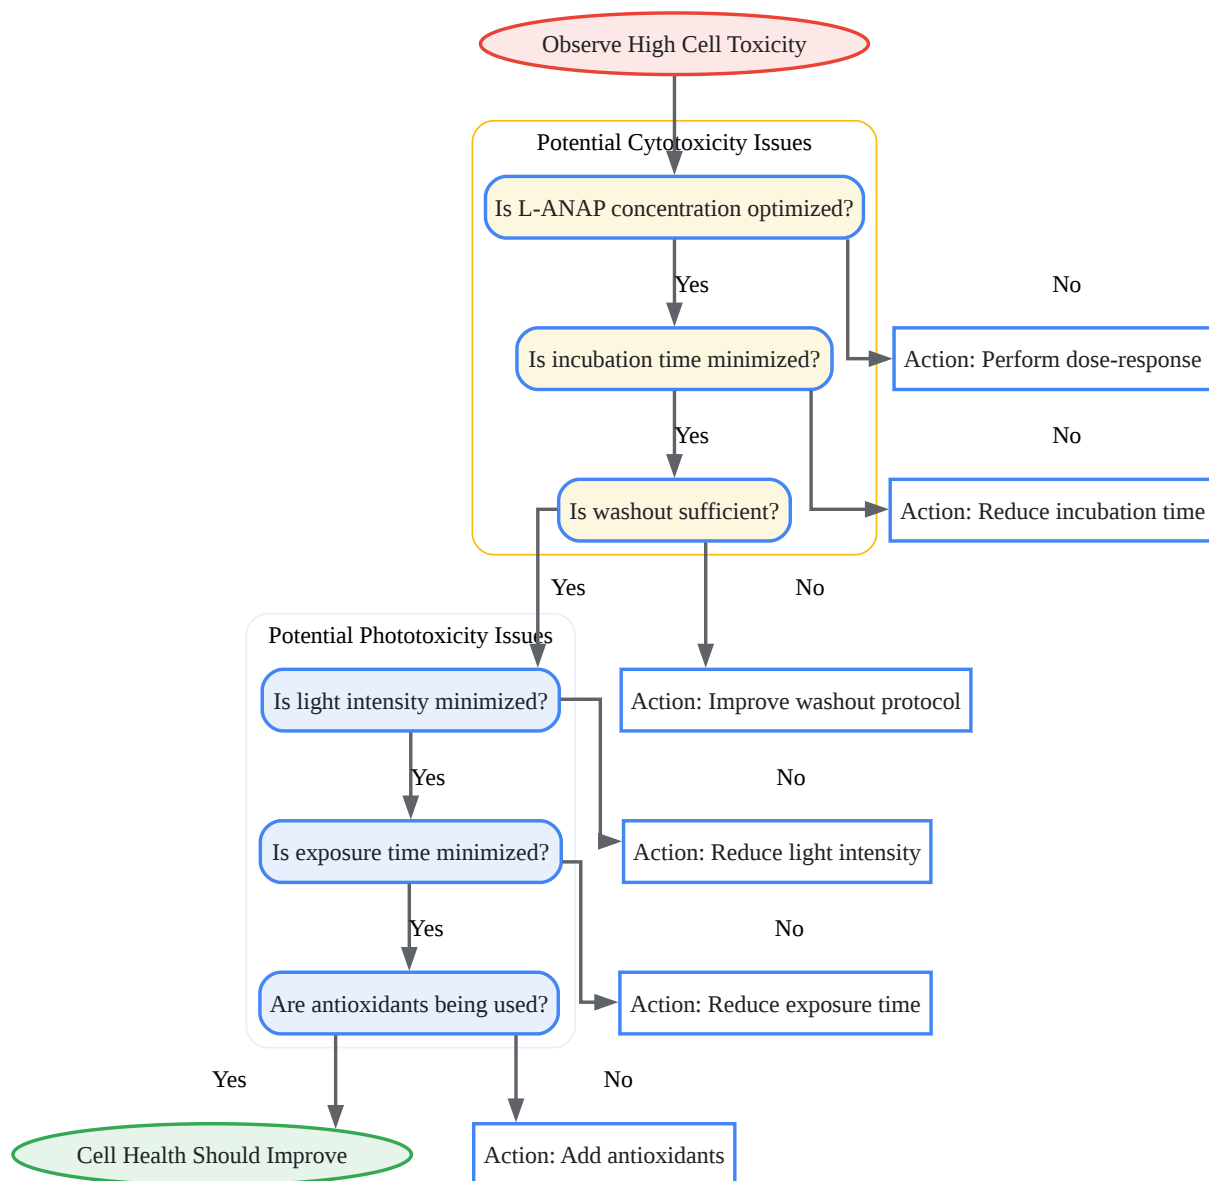 Observe High Cell Toxicity
Potential Cytotoxicity Issues
Is L-ANAP concentration optimized?
Yes
No
Is incubation time minimized?
Action: Perform dose-response
Yes
No
Is washout sufficient?
Action: Reduce incubation time
Yes
No
Potential Phototoxicity Issues
Is light intensity minimized?
Action: Improve washout protocol
Yes
No
Is exposure time minimized?
Action: Reduce light intensity
Yes
No
Are antioxidants being used?
Action: Reduce exposure time
Yes
No
Cell Health Should Improve
Action: Add antioxidants